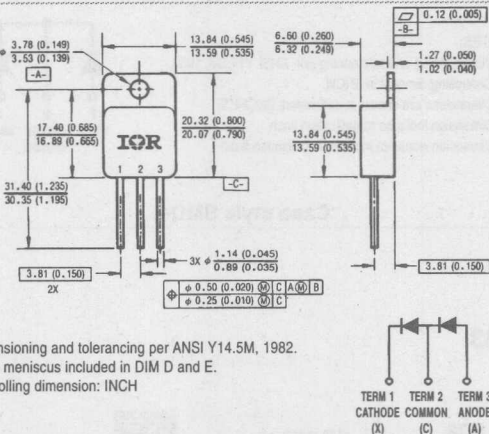 0.12 (0.005)
-B-
φ 3.78 (0.149)
3.53 (0.139)
-A-
13.84 (0.545)
13.59 (0.535)
6.60 (0.260)
6.32 (0.249)
1.27 (0.050)
1.02 (0.040)
17.40 (0.685)
16.89 (0.665)
20.32 (0.800)
20.07 (0.790)
13.84 (0.545)
13.59 (0.535)
IOR
1 2 3
-C-
31.40 (1.235)
30.35 (1.195)
3.81 (0.150)
2X
3X φ 1.14 (0.045)
0.89 (0.035)
3.81 (0.150)
φ 0.50 (0.020) Ⓜ C A Ⓜ B
φ 0.25 (0.010) Ⓜ C
nsioning and tolerancing per ANSI Y14.5M, 1982.
meniscus included in DIM D and E.
olling dimension: INCH
TERM 1 TERM 2 TERM 3
CATHODE COMMON ANODE
(X) (C) (A)